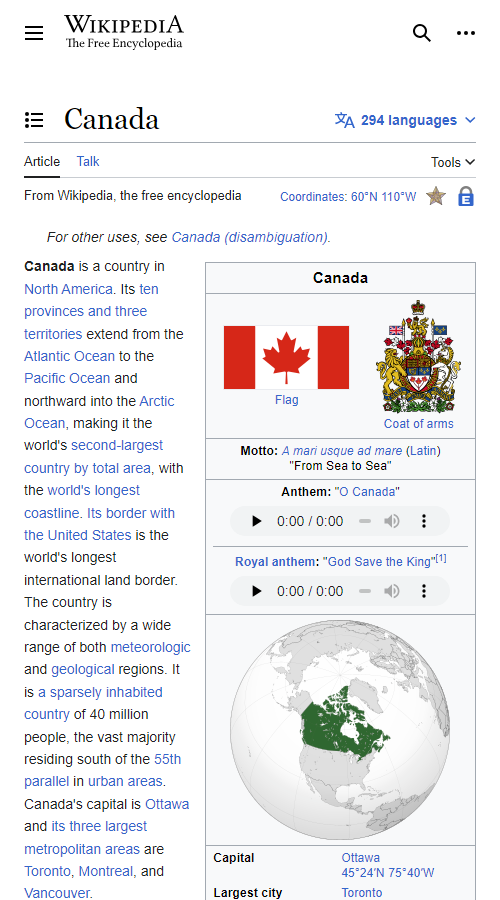 WIKIPEDIA
The Free Encyclopedia
Canada
294 languages
Article Talk Tools
From Wikipedia, the free encyclopedia
Coordinates: 60°N 110°W
E
For other uses, see Canada (disambiguation).
Canada is a country in
North America. Its ten
provinces and three
territories extend from the
Atlantic Ocean to the
Pacific Ocean and
northward into the Arctic
Ocean, making it the
world's second-largest
country by total area, with
the world's longest
coastline. Its border with
the United States is the
world's longest
international land border.
The country is
characterized by a wide
range of both meteorologic
and geological regions. It
is a sparsely inhabited
country of 40 million
people, the vast majority
residing south of the 55th
parallel in urban areas.
Canada's capital is Ottawa
and its three largest
metropolitan areas are
Toronto, Montreal, and
Vancouver.
Canada
Flag
Coat of arms
Motto: A mari usque ad mare (Latin)
"From Sea to Sea"
Anthem: "O Canada"
0:00 / 0:00
Royal anthem: "God Save the King"[1]
0:00 / 0:00
Capital Ottawa
45°24′N 75°40′W
Largest city Toronto